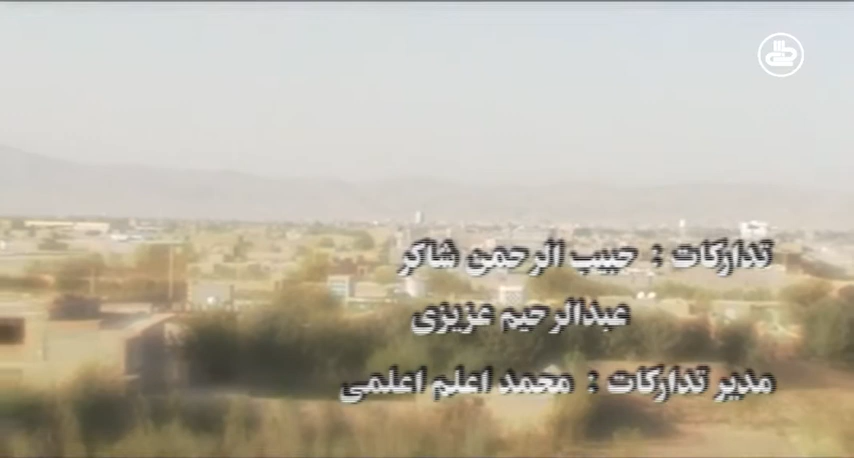 تدارکات : حبیب الرحمن شاکر
عبدالرحیم عزیزی
مدیر تدارکات : محمد اعلم اعلمی